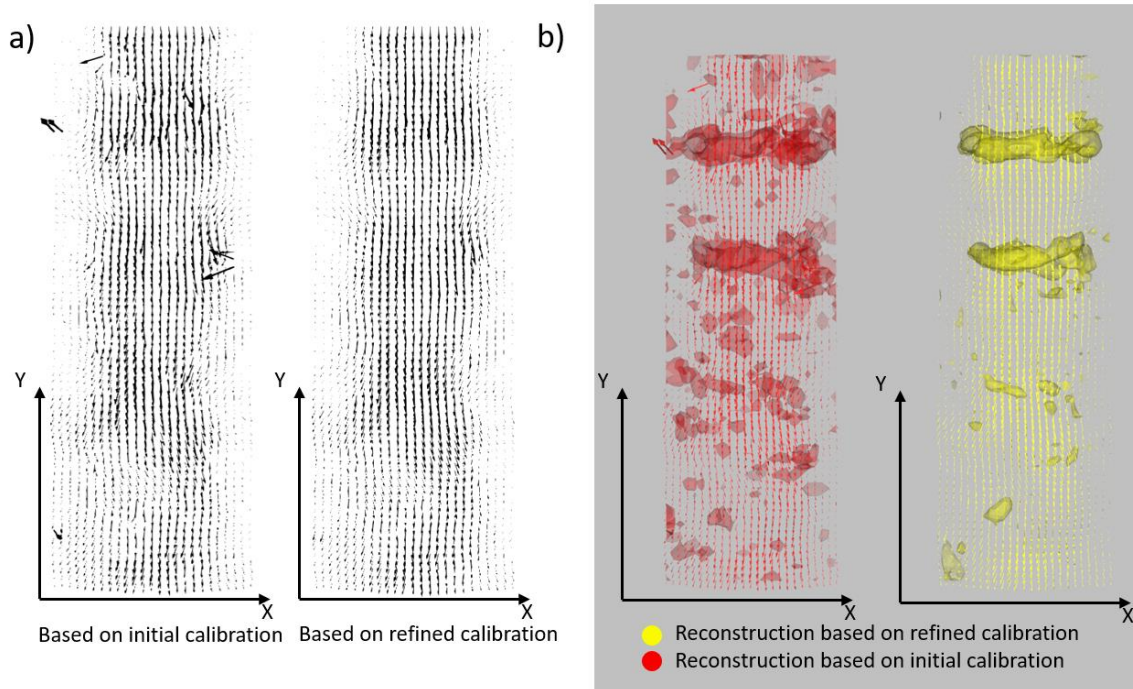 a)
b)
Y
Y
Y
Y
X
X
X
X
Based on initial calibration
Based on refined calibration
Reconstruction based on refined calibration
Reconstruction based on initial calibration